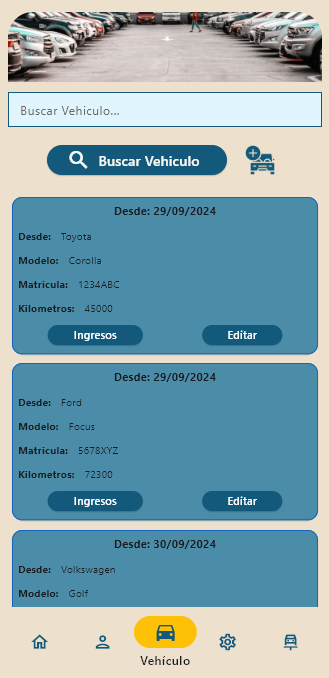 Buscar Vehículo...
Buscar Vehículo
Desde: 29/09/2024
Desde: Toyota
Modelo: Corolla
Matricula: 1234ABC
Kilometros: 45000
Ingresos Editar
Desde: 29/09/2024
Desde: Ford
Modelo: Focus
Matricula: 5678XYZ
Kilometros: 72300
Ingresos Editar
Desde: 30/09/2024
Desde: Volkswagen
Modelo: Golf
Vehículo